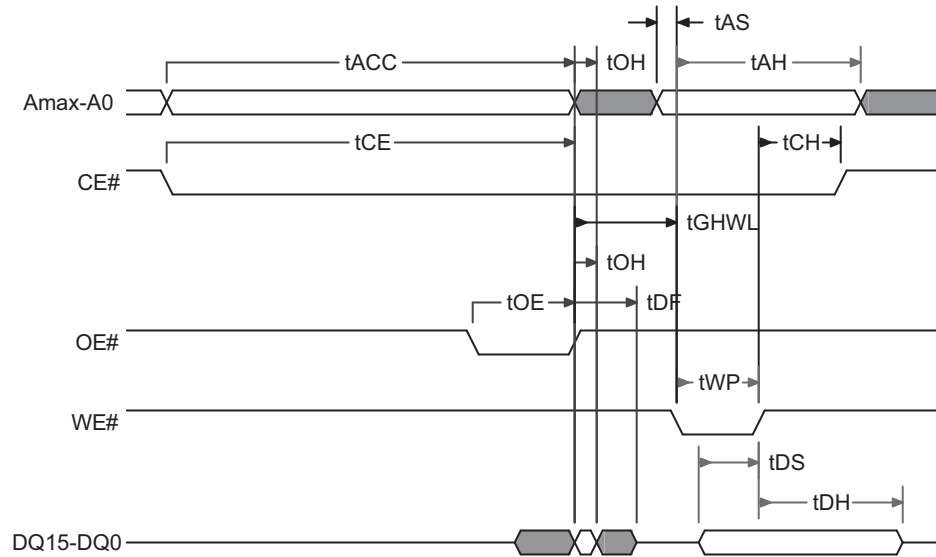 tAS
tACC tOH tAH
Amax-A0
tCE tCH
CE#
tGHWL
tOH
tOE tDF
OE#
tWP
WE#
tDS
tDH
DQ15-DQ0